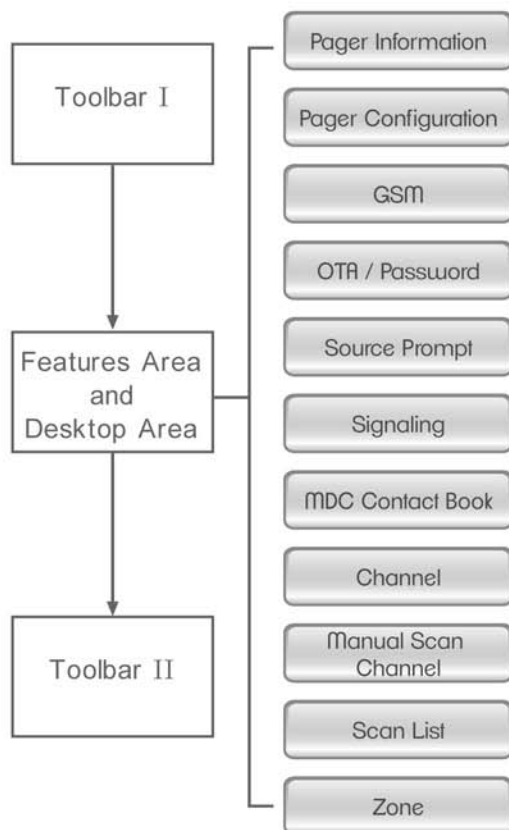 Toolbar I
Features Area
and
Desktop Area
Toolbar II
Pager Information
Pager Configuration
GSM
OTA / Password
Source Prompt
Signaling
MDC Contact Book
Channel
Manual Scan
Channel
Scan List
Zone